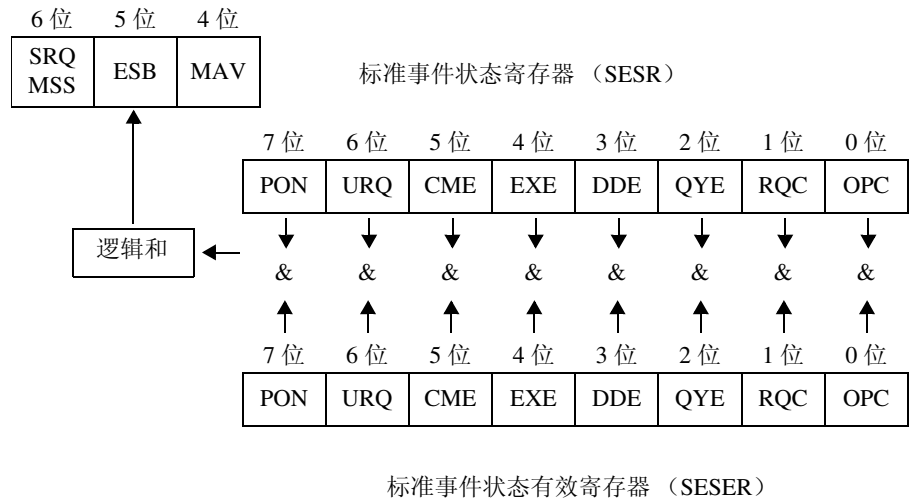 6 位 5 位 4 位
SRQ
MSS ESB MAV
标准事件状态寄存器 （SESR）
7 位 6 位 5 位 4 位 3 位 2 位 1 位 0 位
PON URQ CME EXE DDE QYE RQC OPC
逻辑和
& & & & & & & &
7 位 6 位 5 位 4 位 3 位 2 位 1 位 0 位
PON URQ CME EXE DDE QYE RQC OPC
标准事件状态有效寄存器 （SESER）